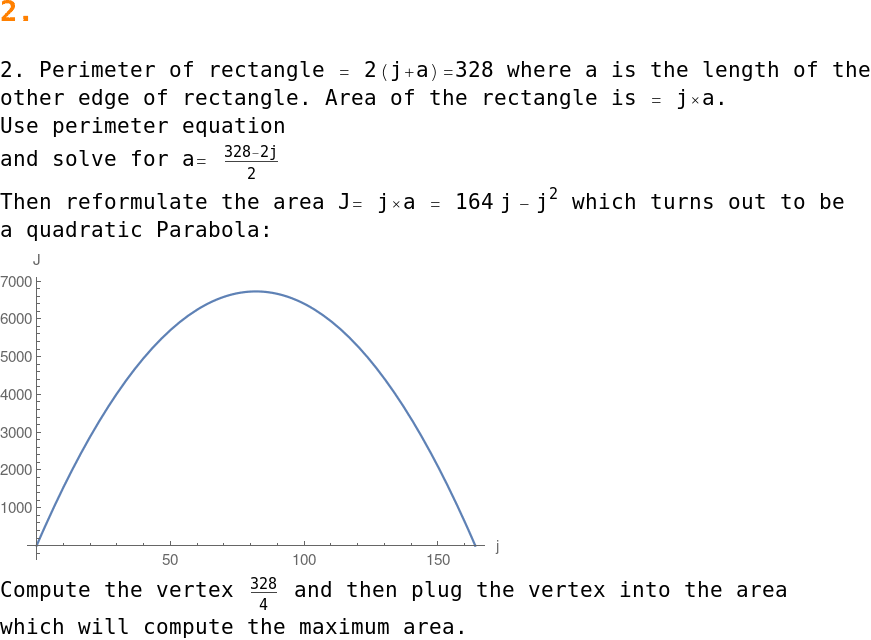 2.
2. Perimeter of rectangle = 2(j+a)=328 where a is the length of the
other edge of rectangle. Area of the rectangle is = j×a.
Use perimeter equation
and solve for a= \frac{328-2j}{2}
Then reformulate the area J= j×a = 164 j - j^2 which turns out to be
a quadratic Parabola:
J
7000
6000
5000
4000
3000
2000
1000
50 100 150 j
Compute the vertex \frac{328}{4} and then plug the vertex into the area
which will compute the maximum area.